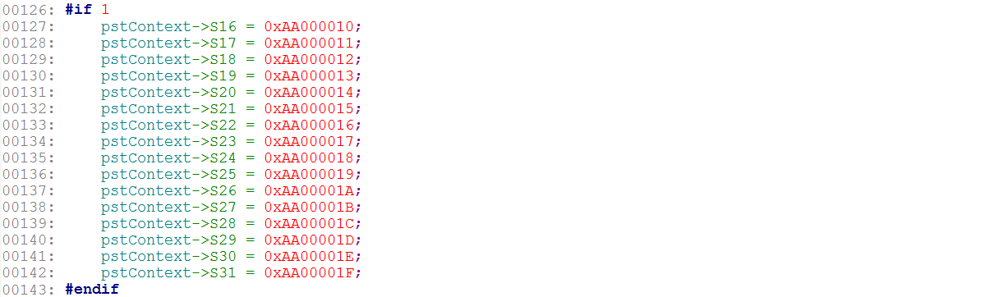 00126: #if 1
00127:     pstContext->S16 = 0xAA000010;
00128:     pstContext->S17 = 0xAA000011;
00129:     pstContext->S18 = 0xAA000012;
00130:     pstContext->S19 = 0xAA000013;
00131:     pstContext->S20 = 0xAA000014;
00132:     pstContext->S21 = 0xAA000015;
00133:     pstContext->S22 = 0xAA000016;
00134:     pstContext->S23 = 0xAA000017;
00135:     pstContext->S24 = 0xAA000018;
00136:     pstContext->S25 = 0xAA000019;
00137:     pstContext->S26 = 0xAA00001A;
00138:     pstContext->S27 = 0xAA00001B;
00139:     pstContext->S28 = 0xAA00001C;
00140:     pstContext->S29 = 0xAA00001D;
00141:     pstContext->S30 = 0xAA00001E;
00142:     pstContext->S31 = 0xAA00001F;
00143: #endif